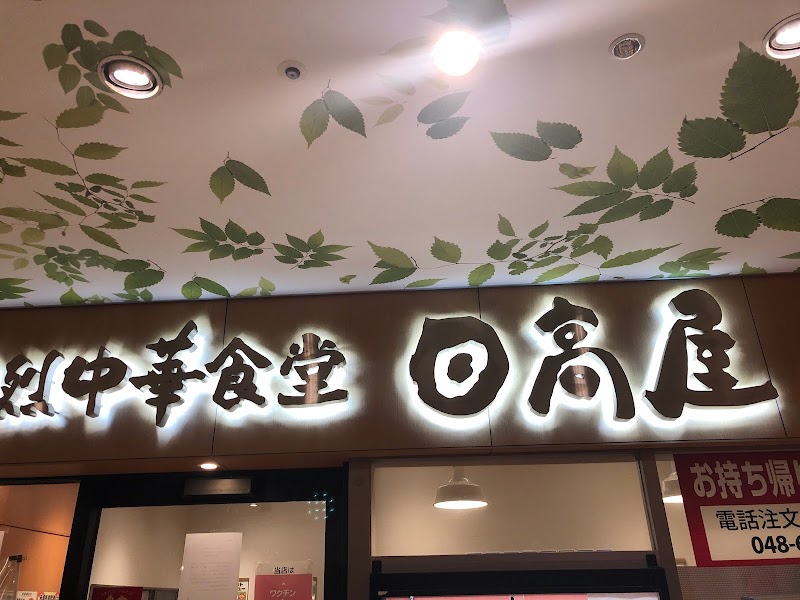 烈中華食堂 日高屋
お持ち帰り
電話注文
048-6
当店は
ワクチン